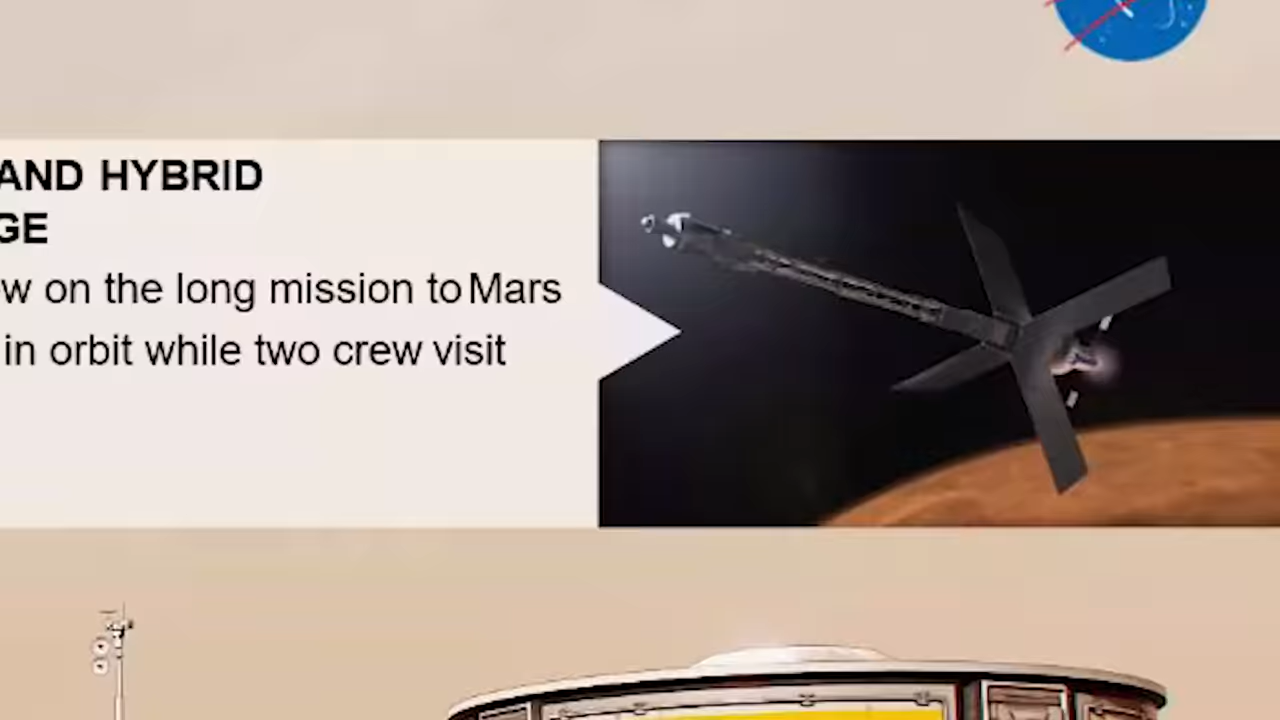 AND HYBRID
GE
w on the long mission to Mars
in orbit while two crew visit